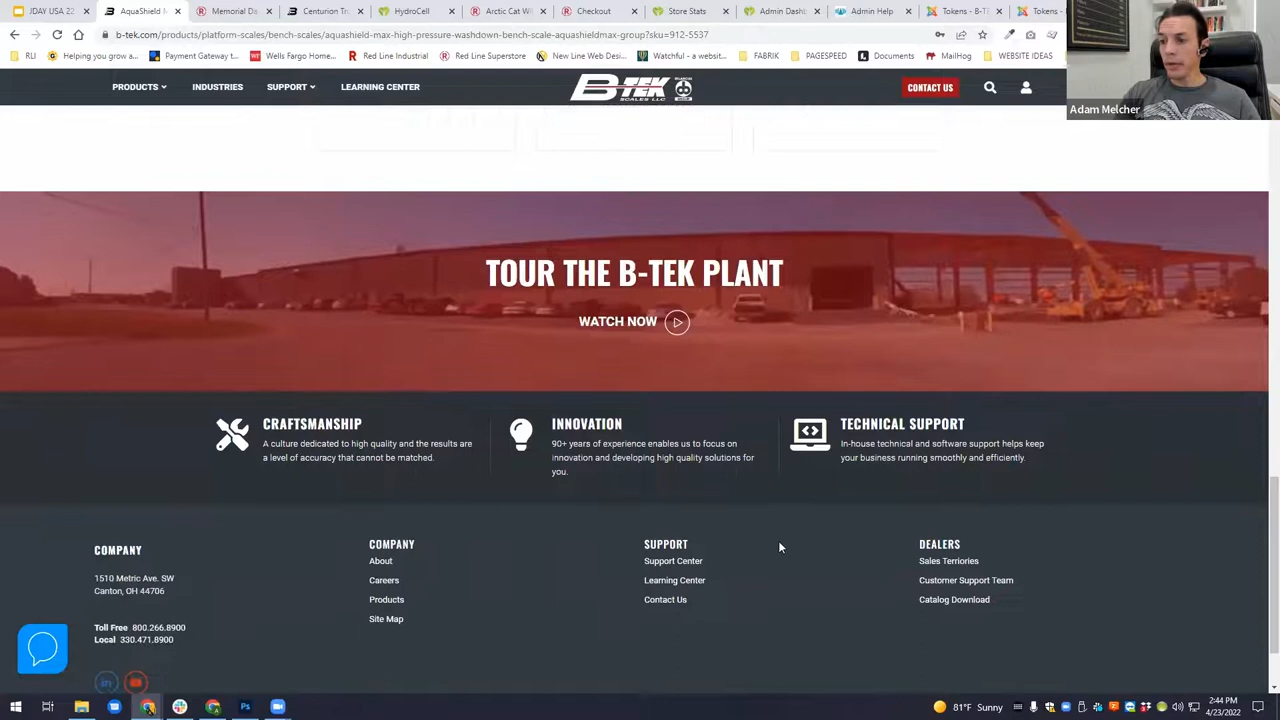 JDAY USA 22
AquaShield M
Memorial Dis
Centurion Tr
HydroCell
Arctic Cat W
Checkout
Store Stats
Admin Dashb
Admin Help
Tokens - B-T
Tokens -
b-tek.com/products/platform-scales/bench-scales/aquashieldmax-high-pressure-washdown-bench-scale-aquashieldmax-group?sku=912-5537
RLI
Helping you grow a...
Payment Gateway t...
Wells Fargo Home...
Red Line Industrial
Red Line Superstore
New Line Web Desi...
Watchful - a websit...
FABRIK
PAGESPEED
Documents
MailHog
WEBSITE IDEAS
PRODUCTS
INDUSTRIES
SUPPORT
LEARNING CENTER
B-TEK
SCALES LLC
CONTACT US
Adam Melcher
TOUR THE B-TEK PLANT
WATCH NOW
CRAFTSMANSHIP
A culture dedicated to high quality and the results are
a level of accuracy that cannot be matched.
INNOVATION
90+ years of experience enables us to focus on
innovation and developing high quality solutions for
you.
TECHNICAL SUPPORT
In-house technical and software support helps keep
your business running smoothly and efficiently.
COMPANY
1510 Metric Ave. SW
Canton, OH 44706
Toll Free 800.266.8900
Local 330.471.8900
COMPANY
About
Careers
Products
Site Map
SUPPORT
Support Center
Learning Center
Contact Us
DEALERS
Sales Terriories
Customer Support Team
Catalog Download
81°F Sunny
2:44 PM
4/23/2022